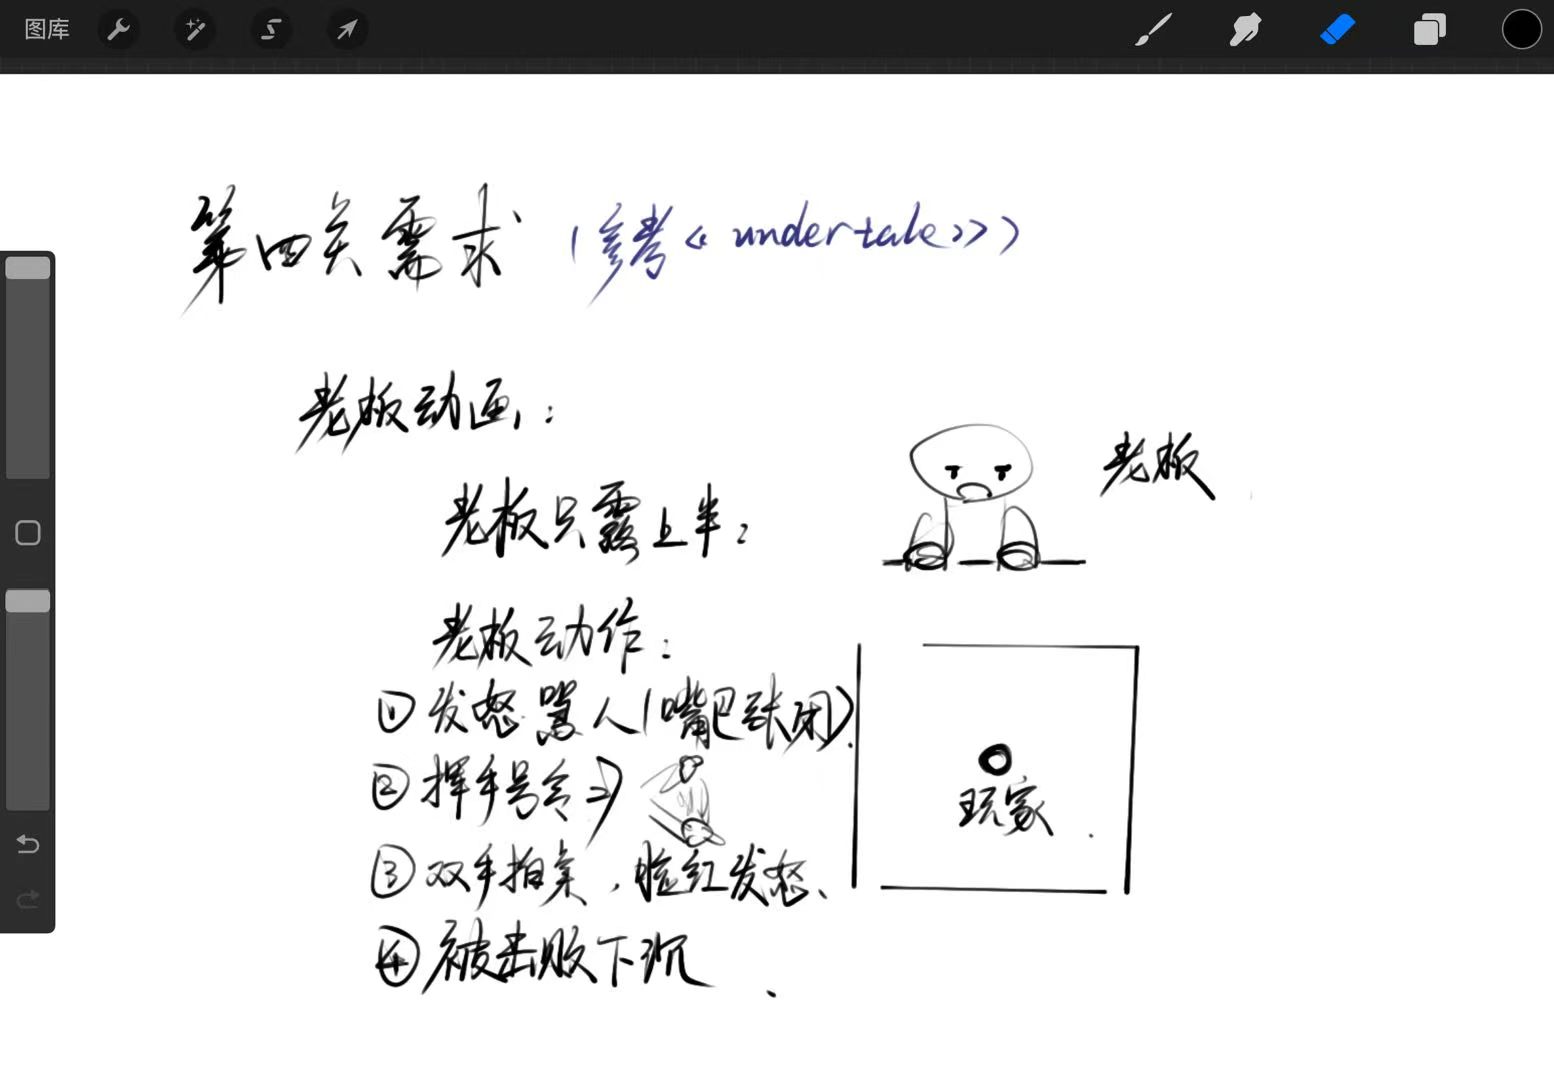 图库
第四关需求 (参考《undertale》)
老板动画:
老板
老板只露上半:
老板动作:
①发怒骂人(嘴巴张闭).
②挥手号令⇒
玩家
③双手拍桌,脸红发怒、
④被击败下沉